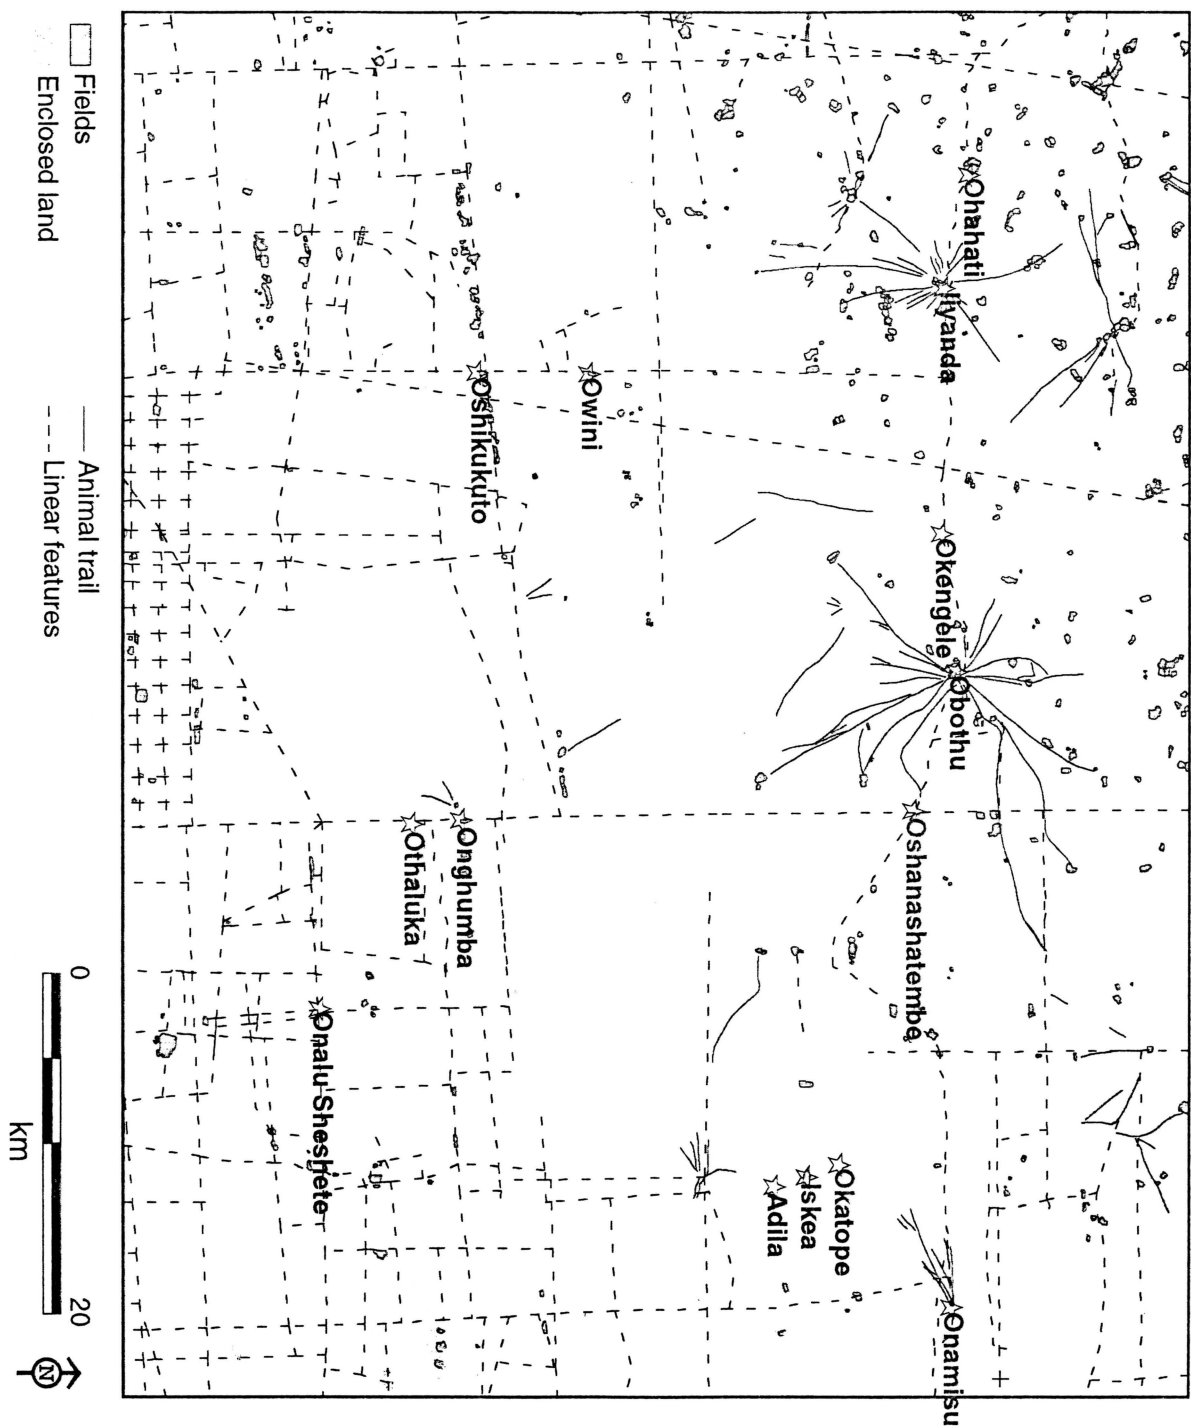 Ohahati
Iiyanda
Okengele
Obothu
Oshanashatembe
Onamisu
Okatope
Iskea
Adila
Owini
Oshikukuto
Onghumba
Othaluka
Onalu Sheshete
Fields
Enclosed land
Animal trail
Linear features
0
20
km
N